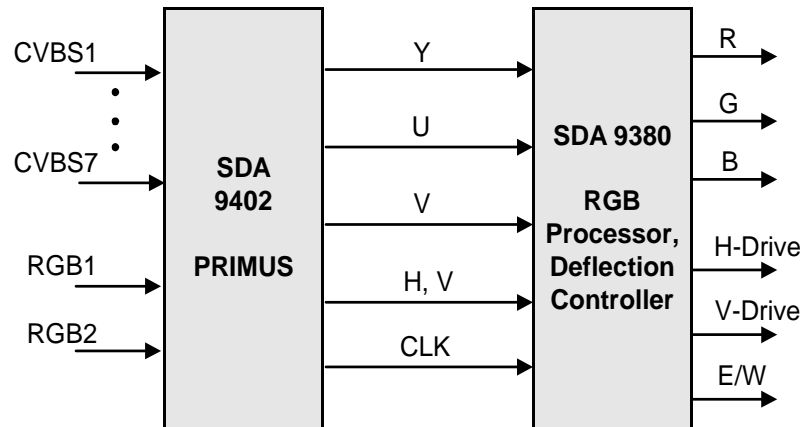 CVBS1
CVBS7
RGB1
RGB2
SDA
9402
PRIMUS
Y
U
V
H, V
CLK
SDA 9380
RGB
Processor,
Deflection
Controller
R
G
B
H-Drive
V-Drive
E/W